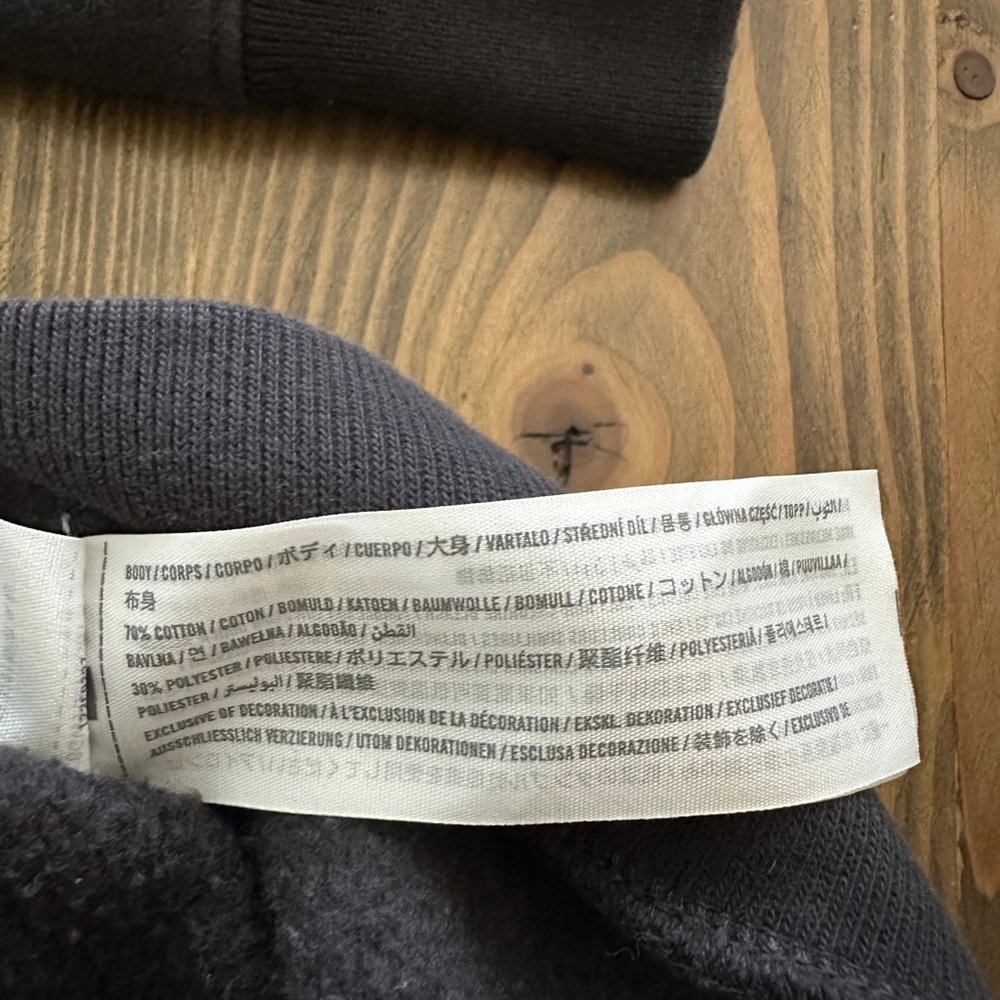 BODY / CORPS / CORPO / ボディ / CUERPO / 大身 / VARTALO / STŘEDNÍ DÍL / 몸통 / GŁÓWNA CZĘŚĆ / TOPP / الثوب /
布身
70% COTTON / COTON / BOMULD / KATOEN / BAUMWOLLE / BOMULL / COTONE / コットン / ALGODÓN / 棉 / PUUVILLAA /
BAVLNA / 면 / BAWEŁNA / ALGODÃO / القطن
30% POLYESTER / POLIESTERE / ポリエステル / POLIÉSTER / 聚酯纤维 / POLYESTERIÄ / 폴리에스테르 /
POLIESTER / البوليستر / 聚脂纖維
EXCLUSIVE OF DECORATION / À L'EXCLUSION DE LA DÉCORATION / EKSKL. DEKORATION / EXCLUSIEF DECORATIE /
AUSSCHLIESSLICH VERZIERUNG / UTOM DEKORATIONEN / ESCLUSA DECORAZIONE / 装飾を除く / EXCLUSIVO DE